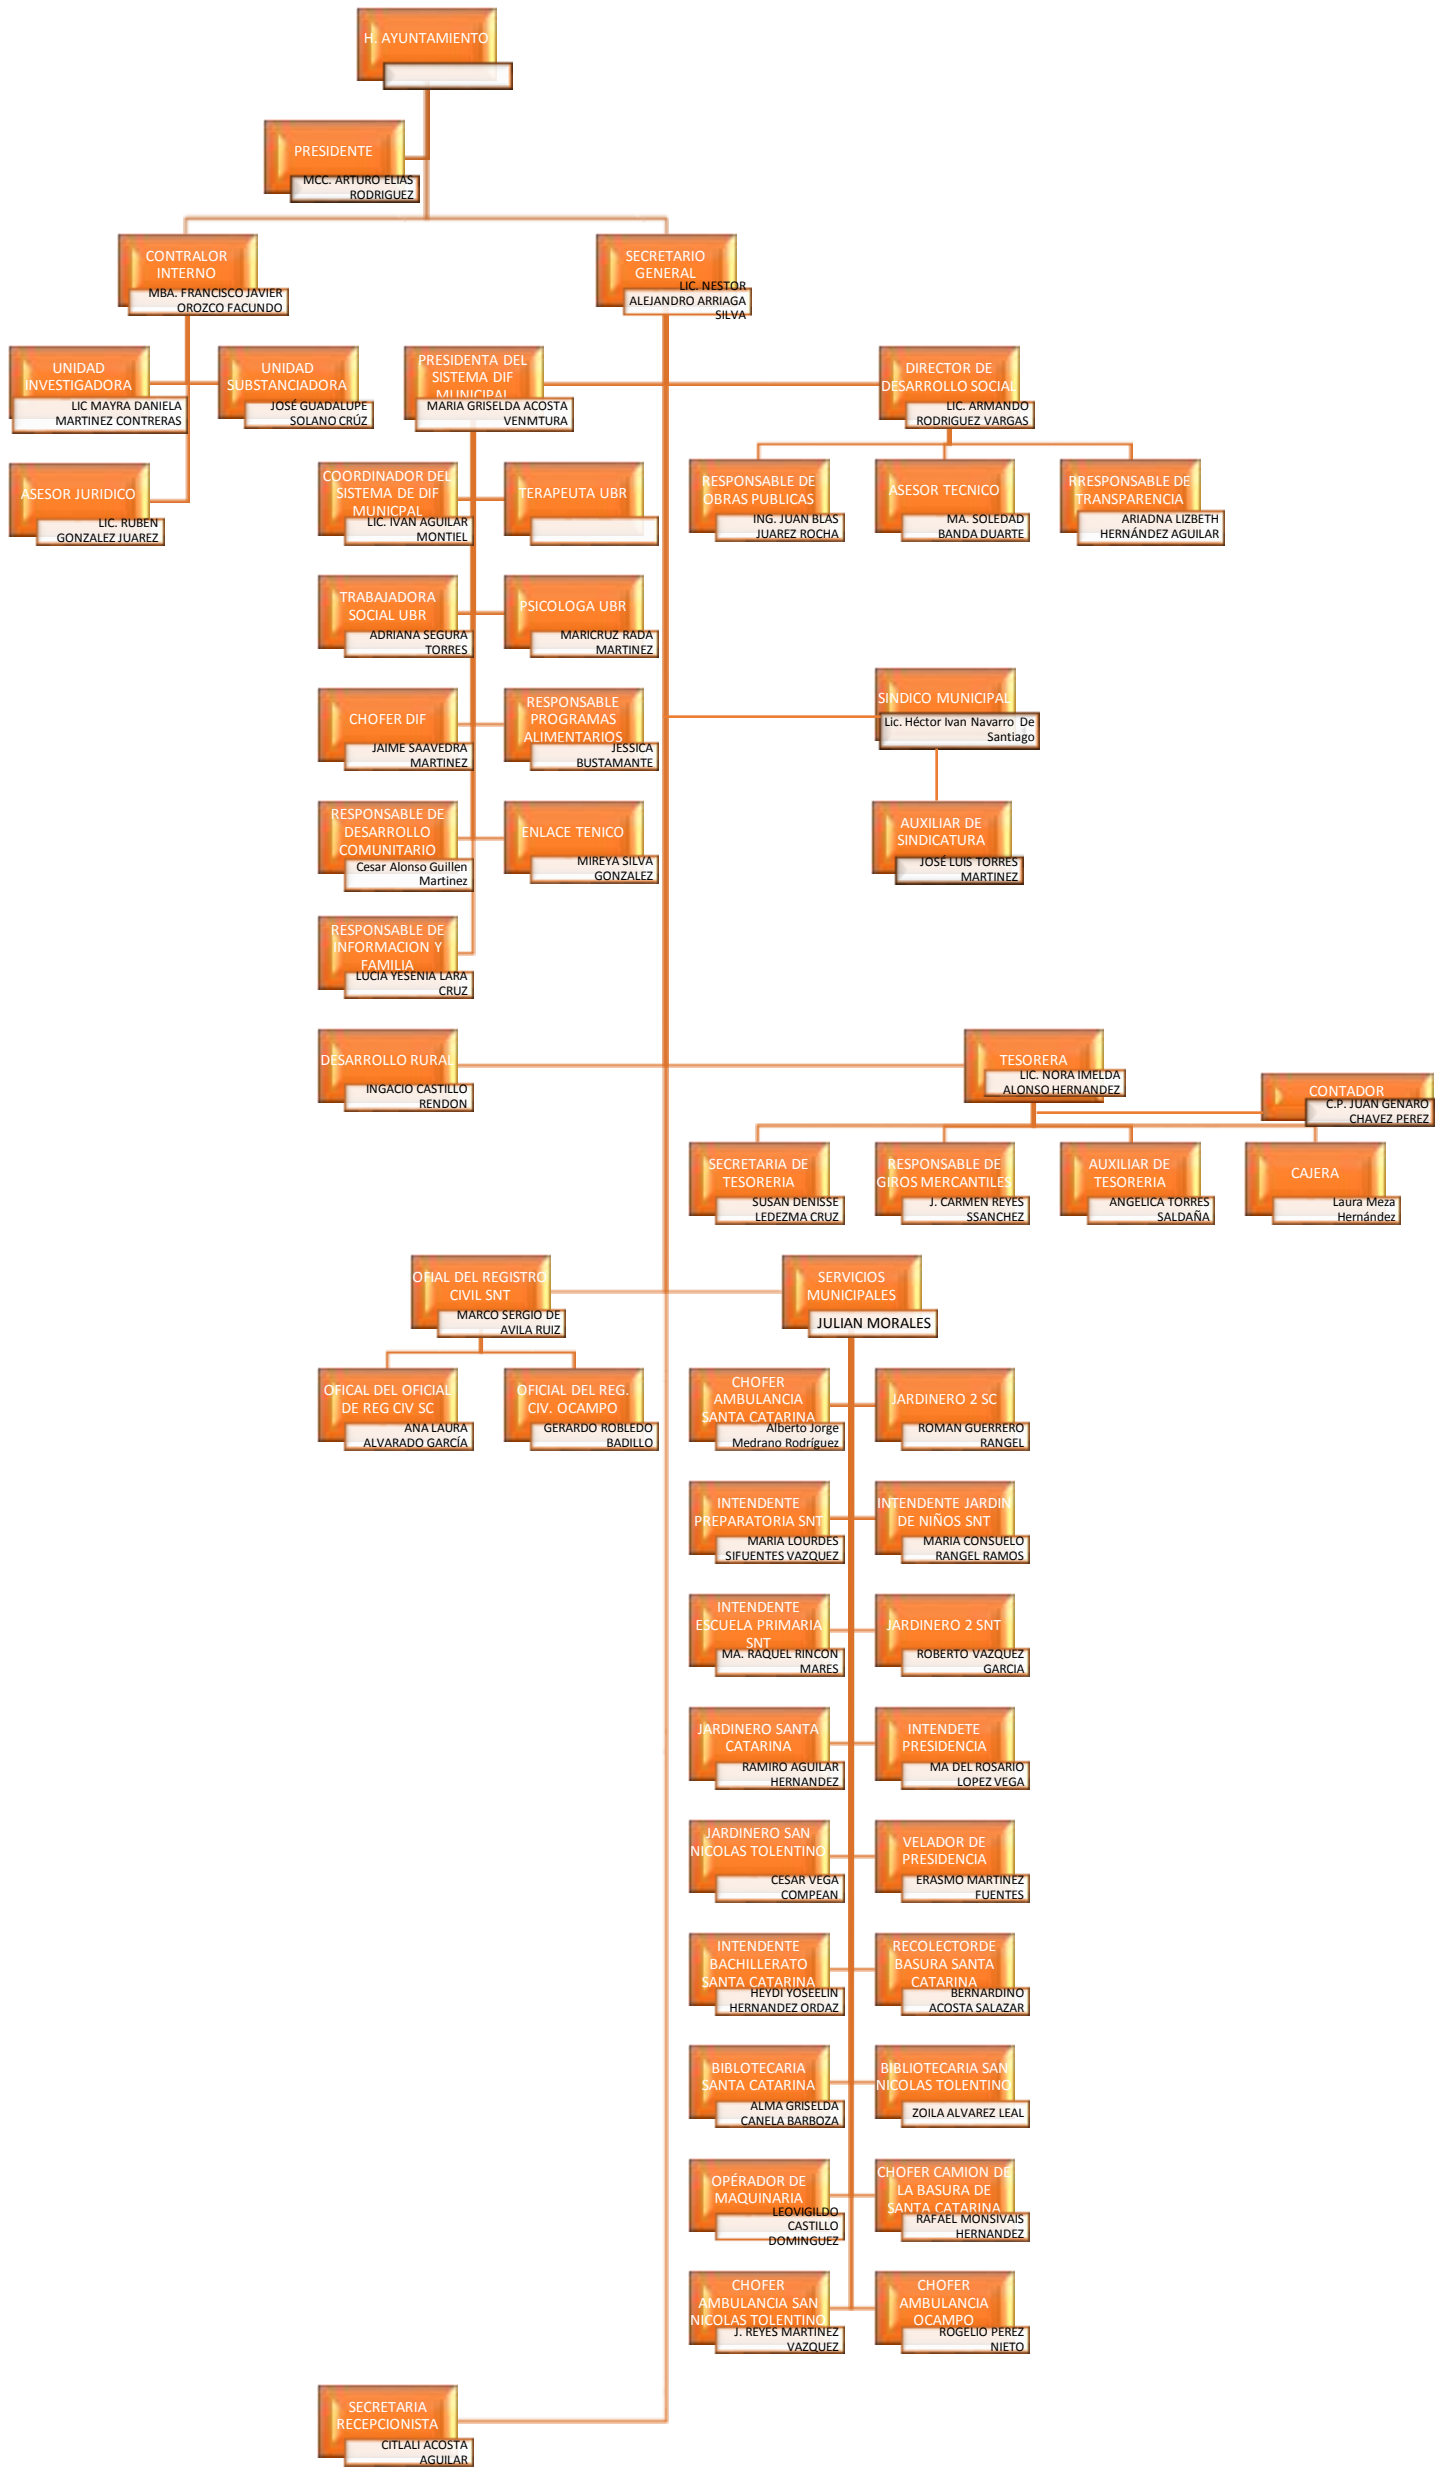 H. AYUNTAMIENTO
PRESIDENTE
MCC. ARTURO ELIAS
RODRIGUEZ
CONTRALOR
INTERNO
MBA. FRANCISCO JAVIER
OROZCO FACUNDO
SECRETARIO
GENERAL
LIC. NESTOR
ALEJANDRO ARRIAGA
SILVA
UNIDAD
INVESTIGADORA
LIC MAYRA DANIELA
MARTINEZ CONTRERAS
UNIDAD
SUBSTANCIADORA
JOSÉ GUADALUPE
SOLANO CRÚZ
ASESOR JURIDICO
LIC. RUBEN
GONZALEZ JUAREZ
PRESIDENTA DEL
SISTEMA DIF
MUNICIPAL
MARIA GRISELDA ACOSTA
VENMTURA
DIRECTOR DE
DESARROLLO SOCIAL
LIC. ARMANDO
RODRIGUEZ VARGAS
COORDINADOR DEL
SISTEMA DE DIF
MUNICPAL
LIC. IVAN AGUILAR
MONTIEL
TERAPEUTA UBR
RESPONSABLE DE
OBRAS PUBLICAS
ING. JUAN BLAS
JUAREZ ROCHA
ASESOR TECNICO
MA. SOLEDAD
BANDA DUARTE
RRESPONSABLE DE
TRANSPARENCIA
ARIADNA LIZBETH
HERNÁNDEZ AGUILAR
TRABAJADORA
SOCIAL UBR
ADRIANA SEGURA
TORRES
PSICOLOGA UBR
MARICRUZ RADA
MARTINEZ
CHOFER DIF
JAIME SAAVEDRA
MARTINEZ
RESPONSABLE
PROGRAMAS
ALIMENTARIOS
JESSICA
BUSTAMANTE
SINDICO MUNICIPAL
Lic. Héctor Ivan Navarro De
Santiago
RESPONSABLE DE
DESARROLLO
COMUNITARIO
Cesar Alonso Guillen
Martinez
ENLACE TENICO
MIREYA SILVA
GONZALEZ
AUXILIAR DE
SINDICATURA
JOSÉ LUIS TORRES
MARTINEZ
RESPONSABLE DE
INFORMACION Y
FAMILIA
LUCIA YESENIA LARA
CRUZ
DESARROLLO RURAL
INGACIO CASTILLO
RENDON
TESORERA
LIC. NORA IMELDA
ALONSO HERNANDEZ
CONTADOR
C.P. JUAN GENARO
CHAVEZ PEREZ
SECRETARIA DE
TESORERIA
SUSAN DENISSE
LEDEZMA CRUZ
RESPONSABLE DE
GIROS MERCANTILES
J. CARMEN REYES
SSANCHEZ
AUXILIAR DE
TESORERIA
ANGELICA TORRES
SALDAÑA
CAJERA
Laura Meza
Hernández
OFIAL DEL REGISTRO
CIVIL SNT
MARCO SERGIO DE
AVILA RUIZ
SERVICIOS
MUNICIPALES
JULIAN MORALES
OFICAL DEL OFICIAL
DE REG CIV SC
ANA LAURA
ALVARADO GARCÍA
OFICIAL DEL REG.
CIV. OCAMPO
GERARDO ROBLEDO
BADILLO
CHOFER
AMBULANCIA
SANTA CATARINA
Alberto Jorge
Medrano Rodríguez
JARDINERO 2 SC
ROMAN GUERRERO
RANGEL
INTENDENTE
PREPARATORIA SNT
MARIA LOURDES
SIFUENTES VAZQUEZ
INTENDENTE JARDIN
DE NIÑOS SNT
MARIA CONSUELO
RANGEL RAMOS
INTENDENTE
ESCUELA PRIMARIA
SNT
MA. RAQUEL RINCON
MARES
JARDINERO 2 SNT
ROBERTO VAZQUEZ
GARCIA
JARDINERO SANTA
CATARINA
RAMIRO AGUILAR
HERNANDEZ
INTENDETE
PRESIDENCIA
MA DEL ROSARIO
LOPEZ VEGA
JARDINERO SAN
NICOLAS TOLENTINO
CESAR VEGA
COMPEAN
VELADOR DE
PRESIDENCIA
ERASMO MARTINEZ
FUENTES
INTENDENTE
BACHILLERATO
SANTA CATARINA
HEYDI YOSEELIN
HERNANDEZ ORDAZ
RECOLECTORDE
BASURA SANTA
CATARINA
BERNARDINO
ACOSTA SALAZAR
BIBLOTECARIA
SANTA CATARINA
ALMA GRISELDA
CANELA BARBOZA
BIBLIOTECARIA SAN
NICOLAS TOLENTINO
ZOILA ALVAREZ LEAL
OPÉRADOR DE
MAQUINARIA
LEOVIGILDO
CASTILLO
DOMINGUEZ
CHOFER CAMION DE
LA BASURA DE
SANTA CATARINA
RAFAEL MONSIVAIS
HERNANDEZ
CHOFER
AMBULANCIA SAN
NICOLAS TOLENTINO
J. REYES MARTINEZ
VAZQUEZ
CHOFER
AMBULANCIA
OCAMPO
ROGELIO PEREZ
NIETO
SECRETARIA
RECEPCIONISTA
CITLALI ACOSTA
AGUILAR